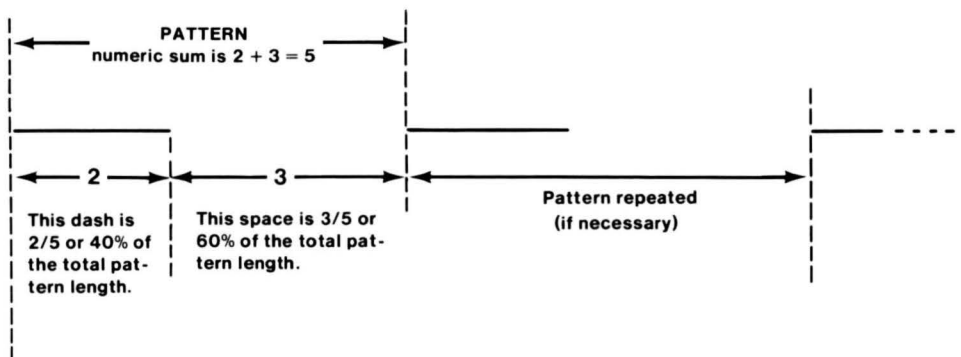 PATTERN
numeric sum is 2 + 3 = 5
2
3
This dash is
2/5 or 40% of
the total pat-
tern length.
This space is 3/5 or
60% of the total pat-
tern length.
Pattern repeated
(if necessary)